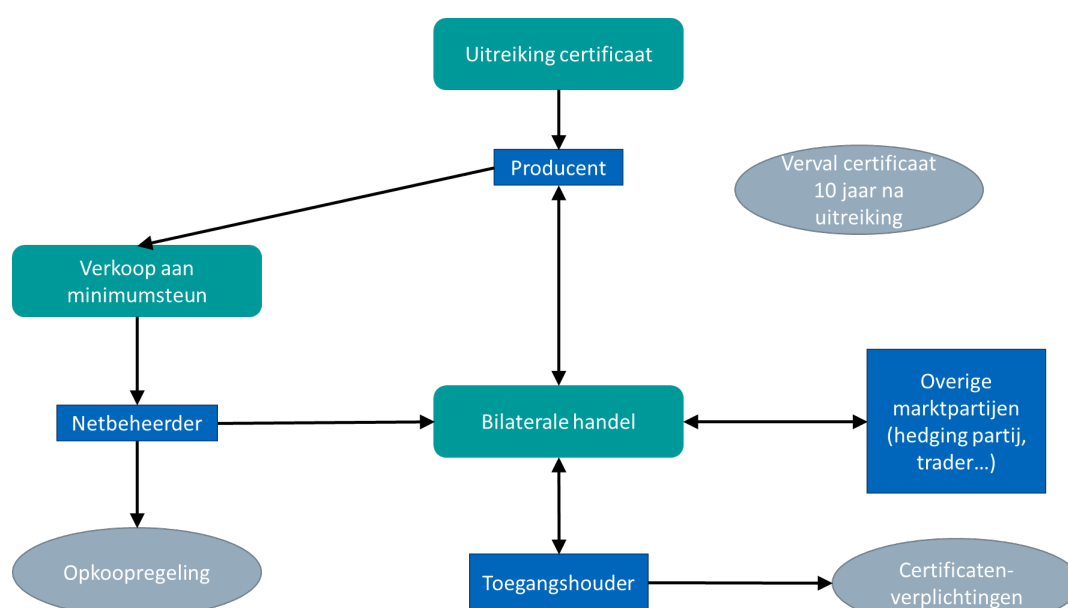 Uitreiking certificaat
Producent
Verval certificaat
10 jaar na
uitreiking
Verkoop aan
minimumsteun
Netbeheerder
Bilaterale handel
Overige
marktpartijen
(hedging partij,
trader…)
Opkoopregeling
Toegangshouder
Certificaten-
verplichtingen